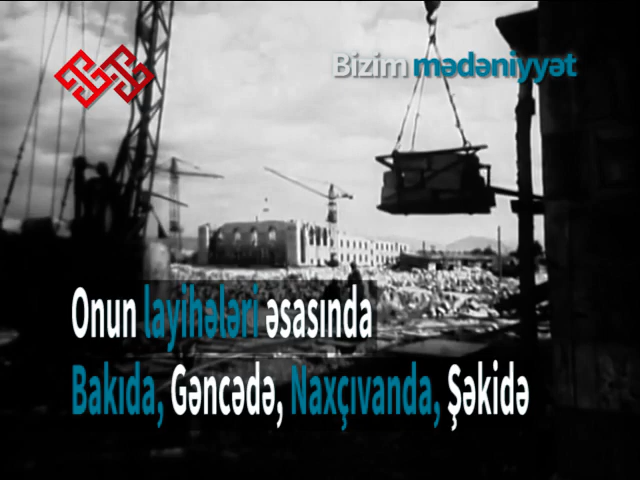 Bizim mədəniyyət
Onun layihələri əsasında
Bakıda, Gəncədə, Naxçıvanda, Şəkidə